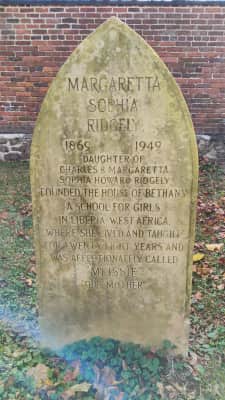 MARGARETTA
SOPHIA
RIDGELY
1869 1949
DAUGHTER OF
CHARLES & MARGARETTA
SOPHIA HOWARD RIDGELY
FOUNDED THE HOUSE OF BETHANY
A SCHOOL FOR GIRLS
IN LIBERIA WEST AFRICA
WHERE SHE LIVED AND TAUGHT
FOR TWENTY EIGHT YEARS AND
WAS AFFECTIONATELY CALLED
"MEISSIE"
"OUR MOTHER"